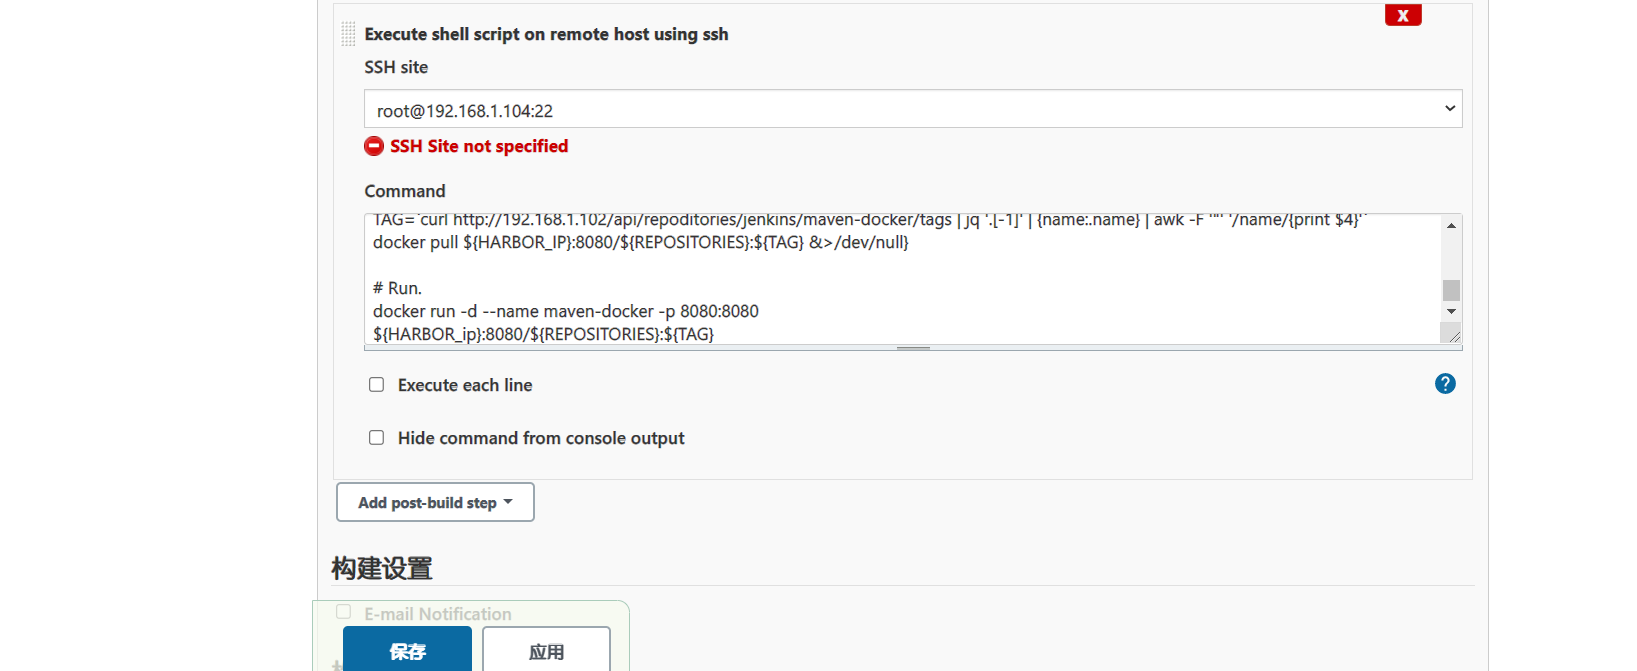 X
Execute shell script on remote host using ssh
SSH site
root@192.168.1.104:22
SSH Site not specified
Command
TAG=`curl http://192.168.1.102/api/repoditories/jenkins/maven-docker/tags | jq '.[-1]' | {name:.name} | awk -F '"' '/name/{print $4}'`
docker pull ${HARBOR_IP}:8080/${REPOSITORIES}:${TAG} &>/dev/null}
# Run.
docker run -d --name maven-docker -p 8080:8080
${HARBOR_ip}:8080/${REPOSITORIES}:${TAG}
Execute each line
?
Hide command from console output
Add post-build step
构建设置
E-mail Notification
保存
应用